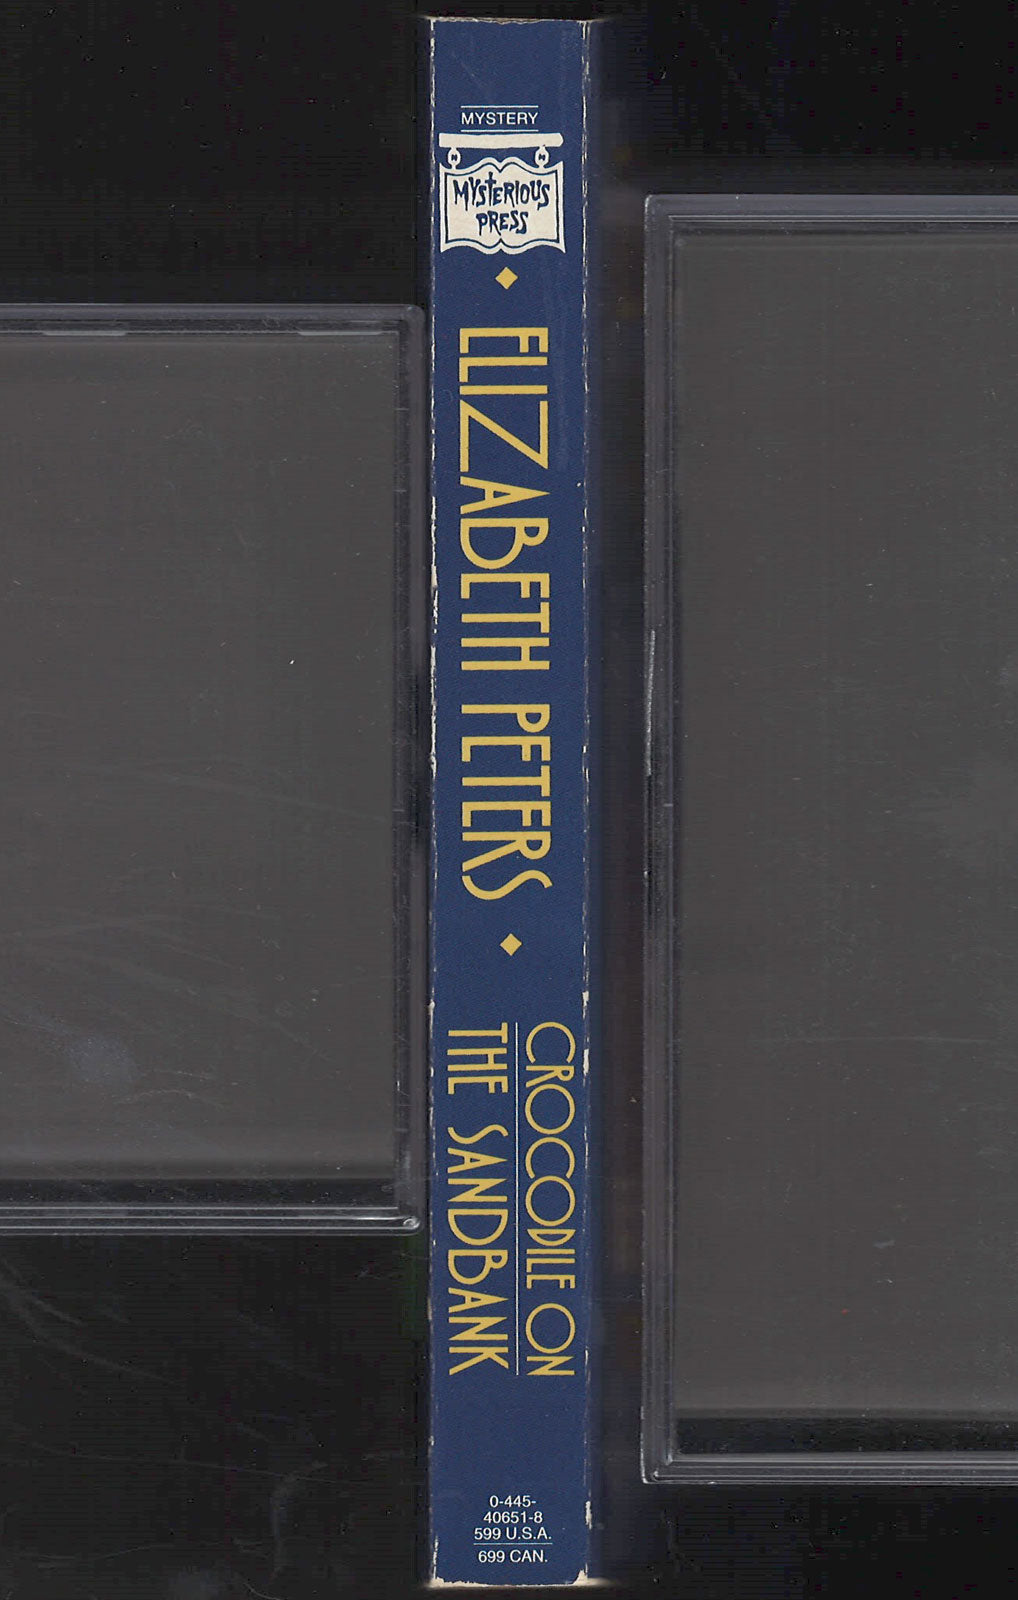 MYSTERY
MYSTERIOUS
PRESS
ELIZABETH PETERS
CROCODILE ON
THE SANDBANK
0-445-
40651-8
599 U.S.A.
699 CAN.